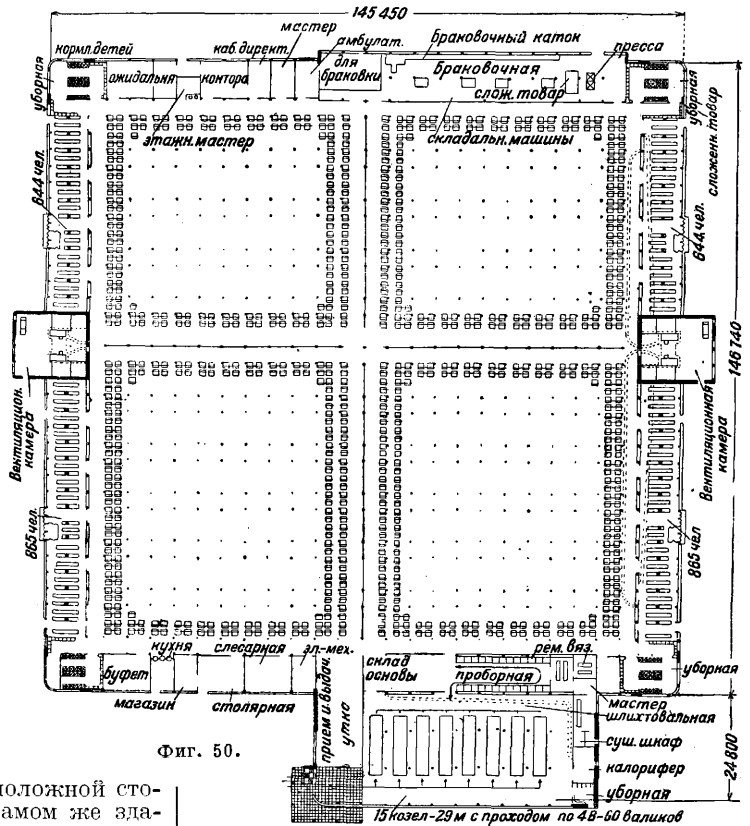 145 450
мастер
кормл. детей
каб. директ.
амбулат.
Браковочный каток
пресса
уборная
ожидальня
контора
для
браковки
Браковочная
слож. товар
уборная
сложенн. товар
этажн. мастер
складальн. машины
844 чел.
844 чел.
146 740
Вентиляцион.
камера
Вентиляционная
камера
865 чел.
865 чел
кухня
слесарная
эл-мех.
склад
основы
рем. вяз.
буфет
проборная
уборная
магазин
столярная
прием и выдач.
утка
мастер
шлихтовальная
суш. шкаф
калорифер
уборная
24 800
Фиг. 50.
15 козел-29 м с проходом по 48-60 валиков
положной сто-
амом же зда-